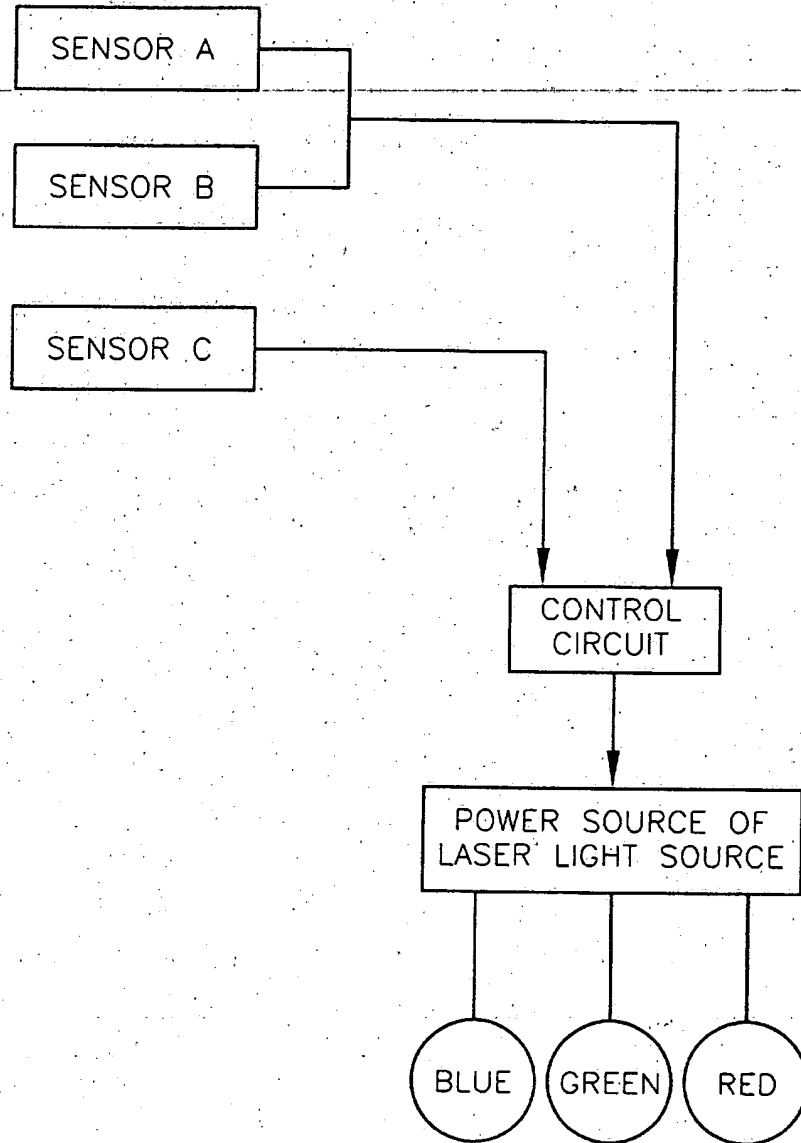 SENSOR A
SENSOR B
SENSOR C
CONTROL
CIRCUIT
POWER SOURCE OF
LASER LIGHT SOURCE
BLUE
GREEN
RED